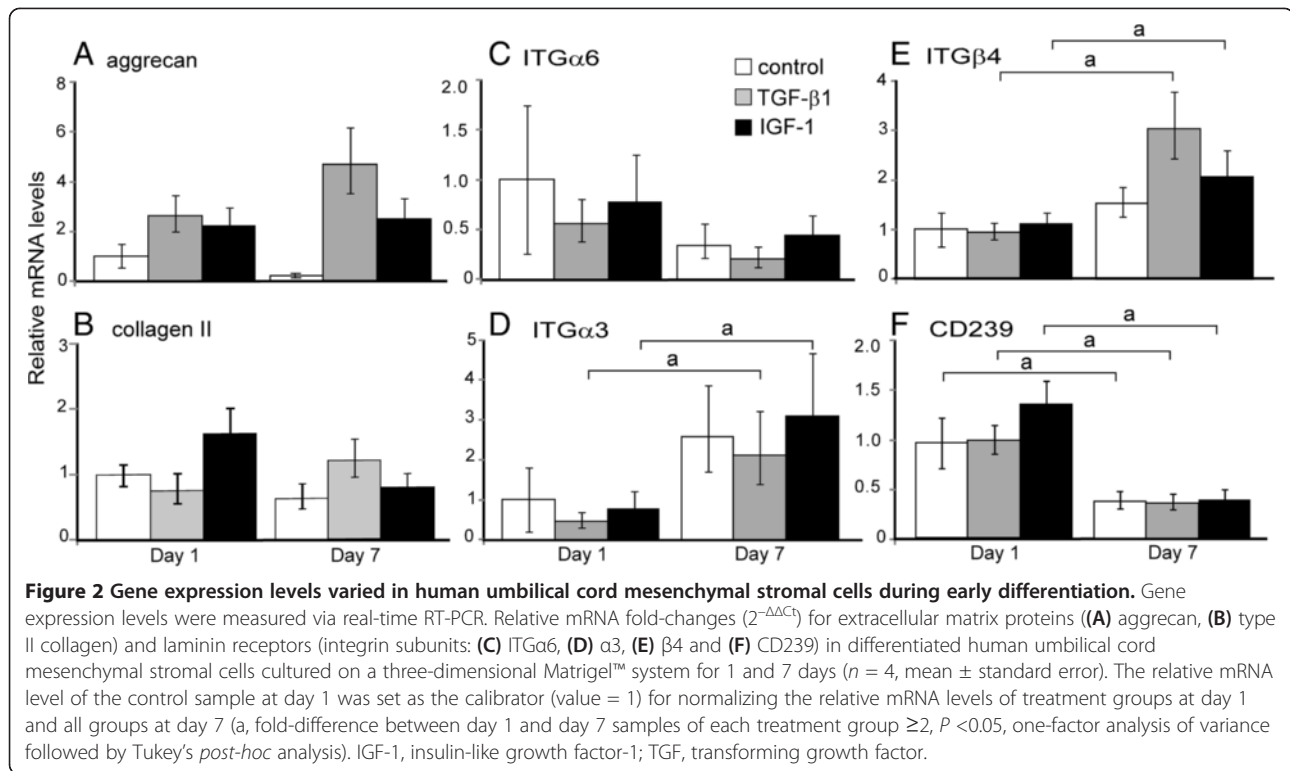 A aggrecan
8
6
4
2
0
Relative mRNA levels
B collagen II
3
2
1
0
Day 1 Day 7
C ITGα6
2.0
1.5
1.0
0.5
0
control
TGF-β1
IGF-1
D ITGα3
a
a
5
4
3
2
1
0
Day 1 Day 7
E ITGβ4
a
a
4
3
2
1
0
F CD239
a
a
a
2.0
1.5
1.0
0.5
0
Day 1 Day 7
Figure 2 Gene expression levels varied in human umbilical cord mesenchymal stromal cells during early differentiation. Gene
expression levels were measured via real-time RT-PCR. Relative mRNA fold-changes (2–ΔΔCt) for extracellular matrix proteins ((A) aggrecan, (B) type
II collagen) and laminin receptors (integrin subunits: (C) ITGα6, (D) α3, (E) β4 and (F) CD239) in differentiated human umbilical cord
mesenchymal stromal cells cultured on a three-dimensional Matrigel™ system for 1 and 7 days (n = 4, mean ± standard error). The relative mRNA
level of the control sample at day 1 was set as the calibrator (value = 1) for normalizing the relative mRNA levels of treatment groups at day 1
and all groups at day 7 (a, fold-difference between day 1 and day 7 samples of each treatment group ≥2, P <0.05, one-factor analysis of variance
followed by Tukey's post-hoc analysis). IGF-1, insulin-like growth factor-1; TGF, transforming growth factor.